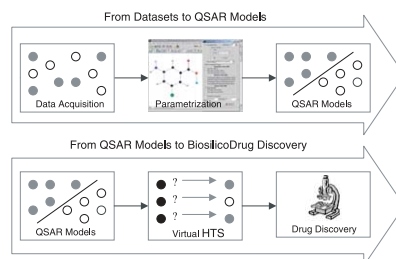 From Datasets to QSAR Models
Data Acquisition
Parametrization
QSAR Models
From QSAR Models to BiosilicoDrug Discovery
?
?
?
QSAR Models
Virtual HTS
Drug Discovery